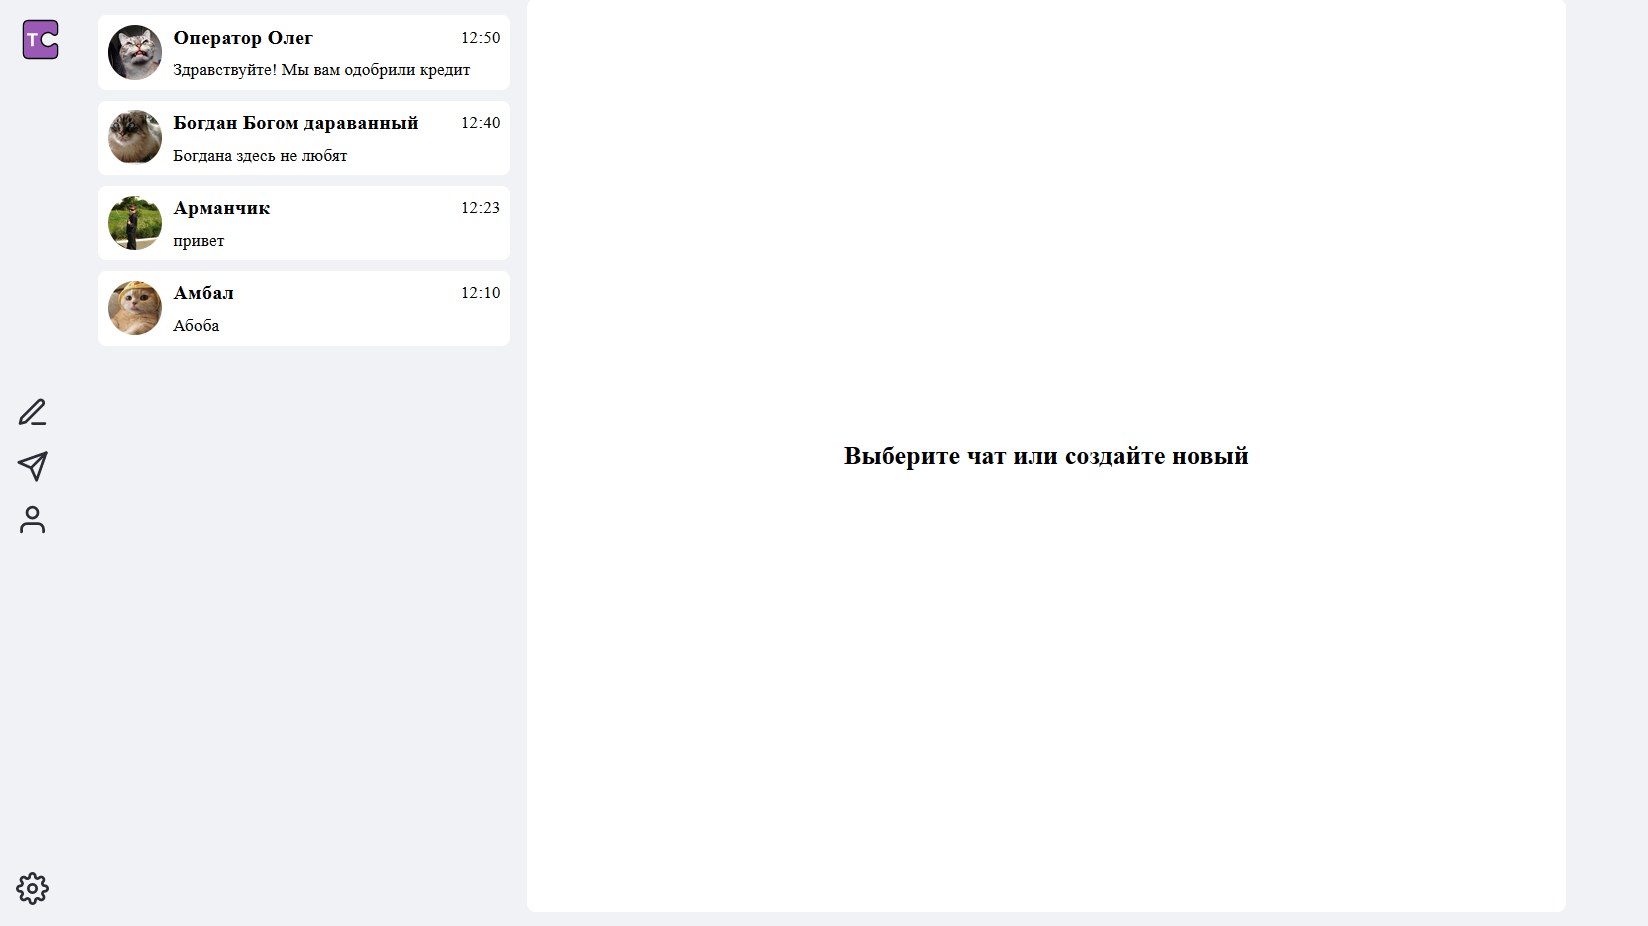 TC
Оператор Олег 12:50
Здравствуйте! Мы вам одобрили кредит
Богдан Богом дараванный 12:40
Богдана здесь не любят
Арманчик 12:23
привет
Амбал 12:10
Абоба
Выберите чат или создайте новый